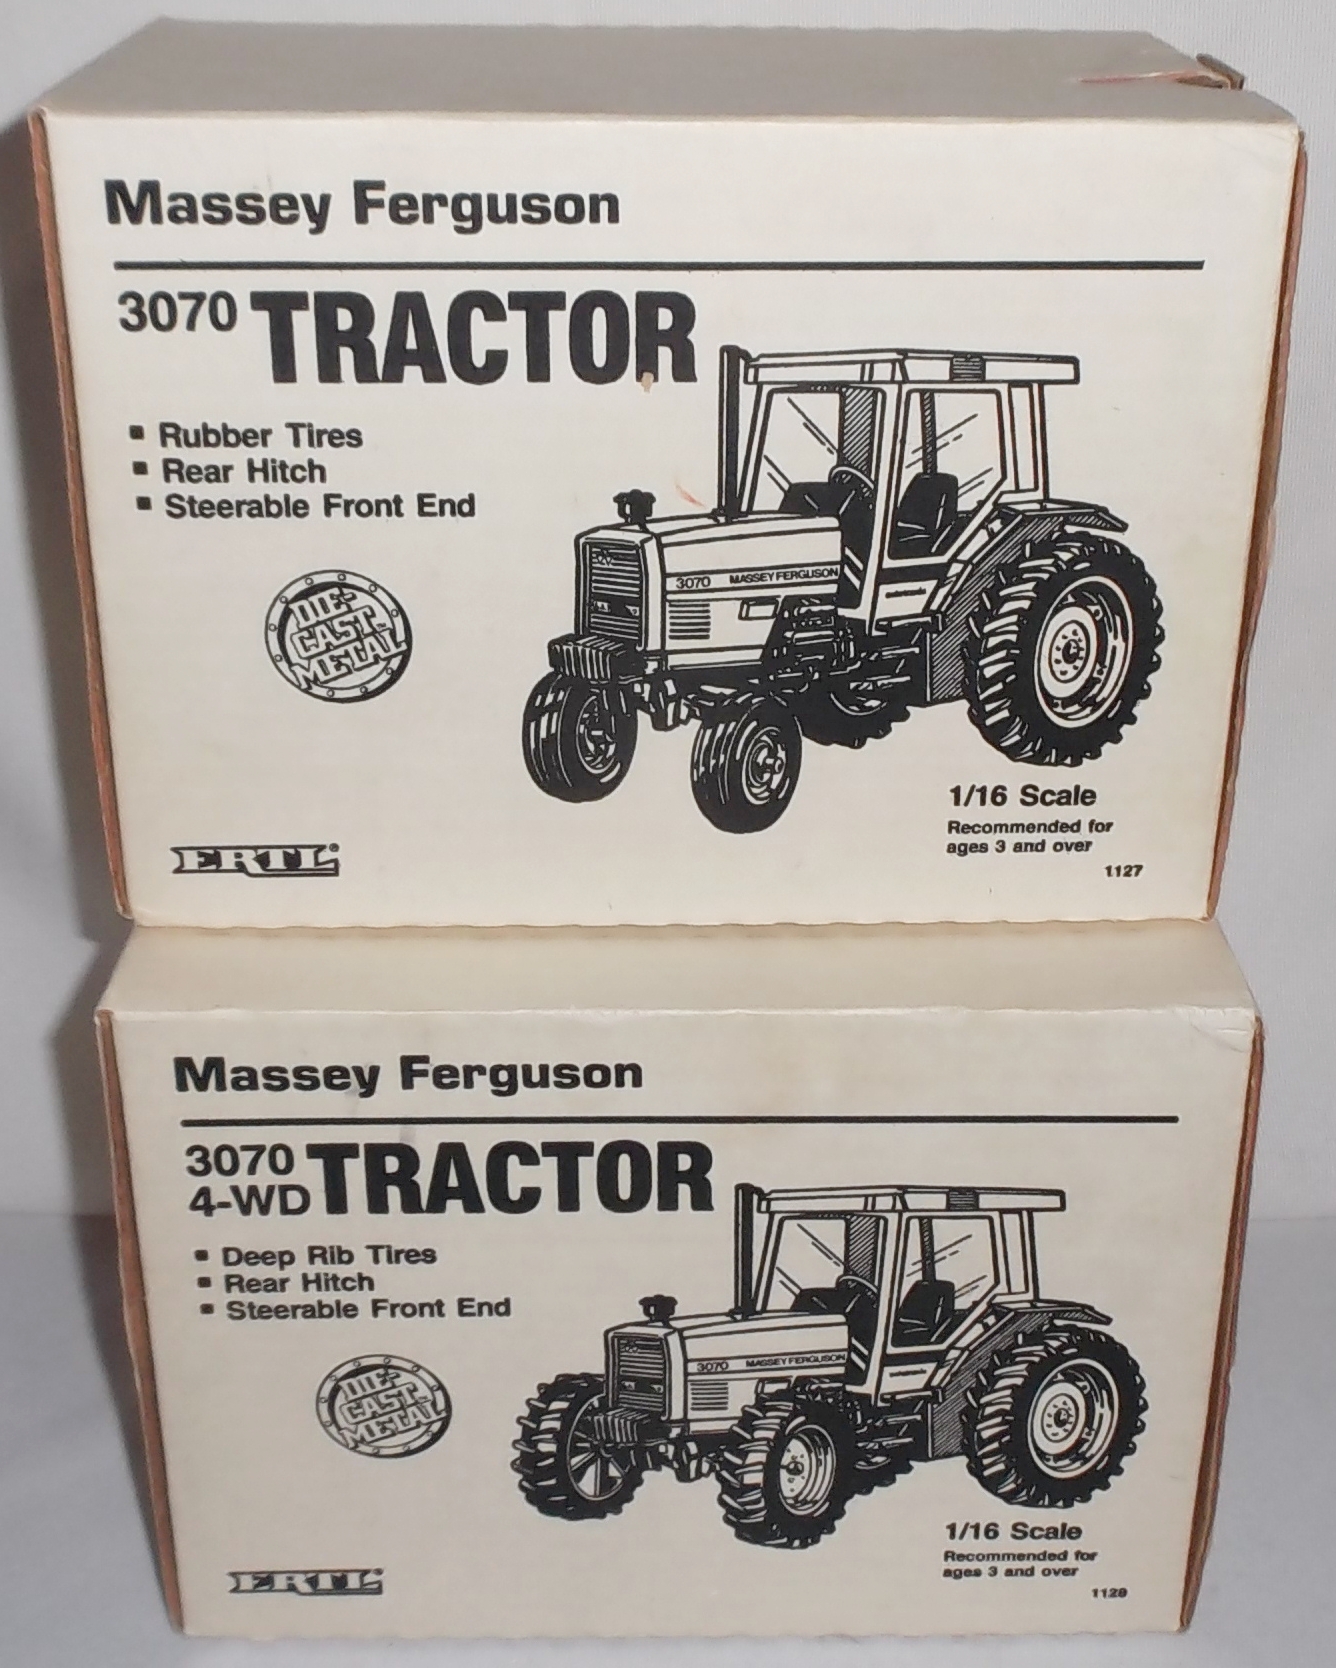 Massey Ferguson
3070 TRACTOR
▪ Rubber Tires
▪ Rear Hitch
▪ Steerable Front End
DIE-
CAST
METAL
3070 MASSEY FERGUSON
ERTL®
1/16 Scale
Recommended for
ages 3 and over
1127
Massey Ferguson
3070
4-WD TRACTOR
▪ Deep Rib Tires
▪ Rear Hitch
▪ Steerable Front End
DIE-
CAST
METAL
3070 MASSEY FERGUSON
ERTL®
1/16 Scale
Recommended for
ages 3 and over
1128